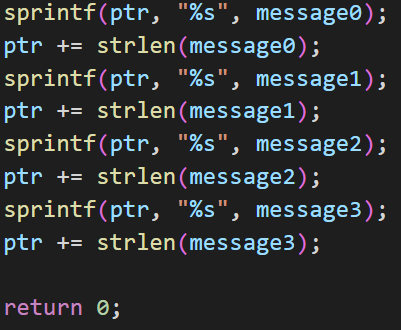 sprintf(ptr, "%s", message0);
ptr += strlen(message0);
sprintf(ptr, "%s", message1);
ptr += strlen(message1);
sprintf(ptr, "%s", message2);
ptr += strlen(message2);
sprintf(ptr, "%s", message3);
ptr += strlen(message3);
return 0;